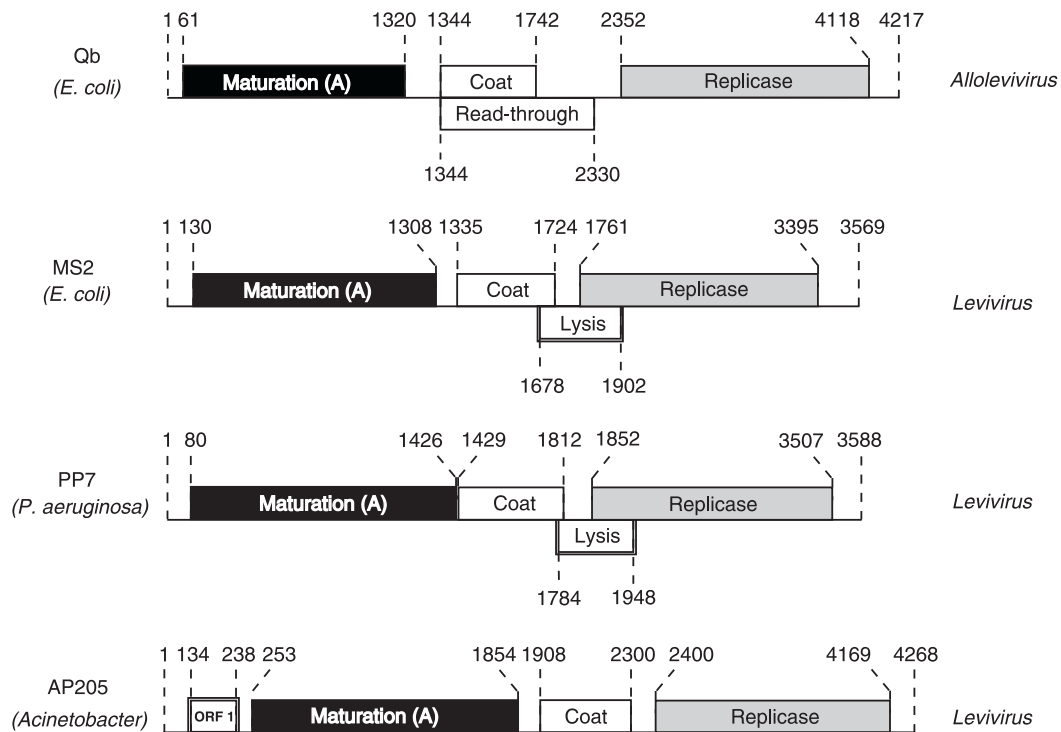 1 61 1320 1344 1742 2352 4118 4217
Qb
(E. coli)
Maturation (A) Coat Replicase Allolevivirus
Read-through
1344 2330
1 130 1308 1335 1724 1761 3395 3569
MS2
(E. coli)
Maturation (A) Coat Replicase Levivirus
Lysis
1678 1902
1 80 1426 1429 1812 1852 3507 3588
PP7
(P. aeruginosa)
Maturation (A) Coat Replicase Levivirus
Lysis
1784 1948
1 134 238 253 1854 1908 2300 2400 4169 4268
AP205
(Acinetobacter)
ORF 1 Maturation (A) Coat Replicase Levivirus